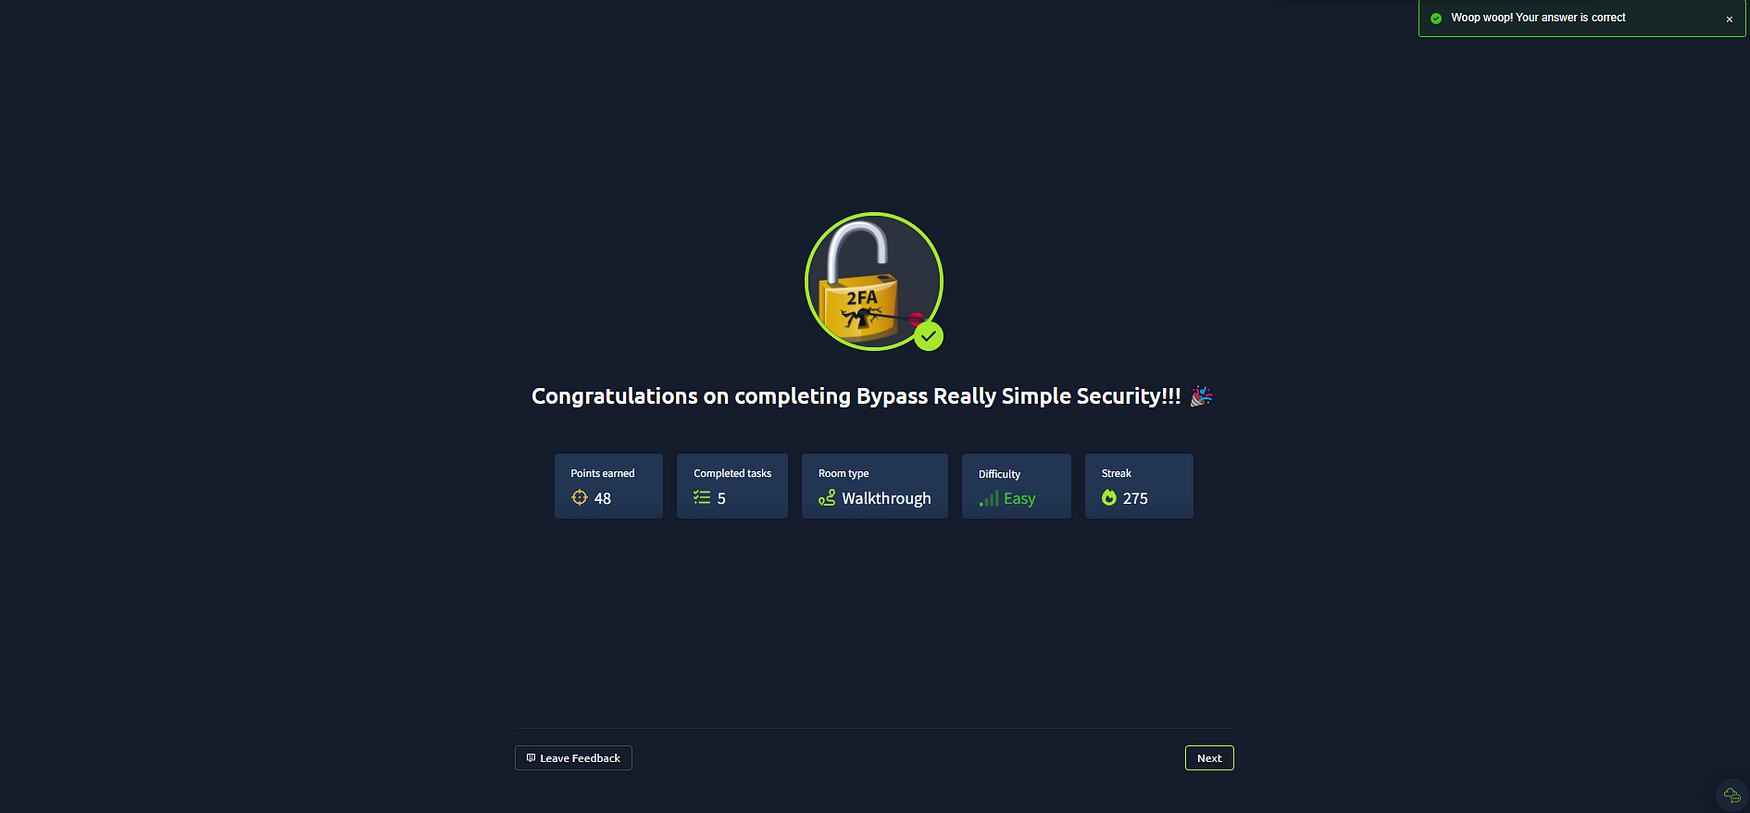 Woop woop! Your answer is correct
2FA
Congratulations on completing Bypass Really Simple Security!!! 🎉
Points earned
48
Completed tasks
5
Room type
Walkthrough
Difficulty
Easy
Streak
275
Leave Feedback
Next